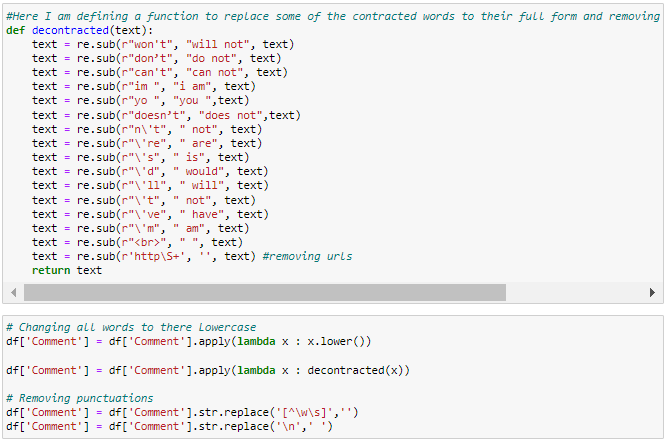 #Here I am defining a function to replace some of the contracted words to their full form and removing
def decontracted(text):
    text = re.sub(r"won't", "will not", text)
    text = re.sub(r"don’t", "do not", text)
    text = re.sub(r"can't", "can not", text)
    text = re.sub(r"im ", "i am", text)
    text = re.sub(r"yo ", "you ",text)
    text = re.sub(r"doesn’t", "does not",text)
    text = re.sub(r"n\'t", " not", text)
    text = re.sub(r"\'re", " are", text)
    text = re.sub(r"\'s", " is", text)
    text = re.sub(r"\'d", " would", text)
    text = re.sub(r"\'ll", " will", text)
    text = re.sub(r"\'t", " not", text)
    text = re.sub(r"\'ve", " have", text)
    text = re.sub(r"\'m", " am", text)
    text = re.sub(r"<br>", " ", text)
    text = re.sub(r'http\S+', '', text) #removing urls
    return text
# Changing all words to there Lowercase
df['Comment'] = df['Comment'].apply(lambda x : x.lower())
df['Comment'] = df['Comment'].apply(lambda x : decontracted(x))
# Removing punctuations
df['Comment'] = df['Comment'].str.replace('[^\w\s]','')
df['Comment'] = df['Comment'].str.replace('\n',' ')